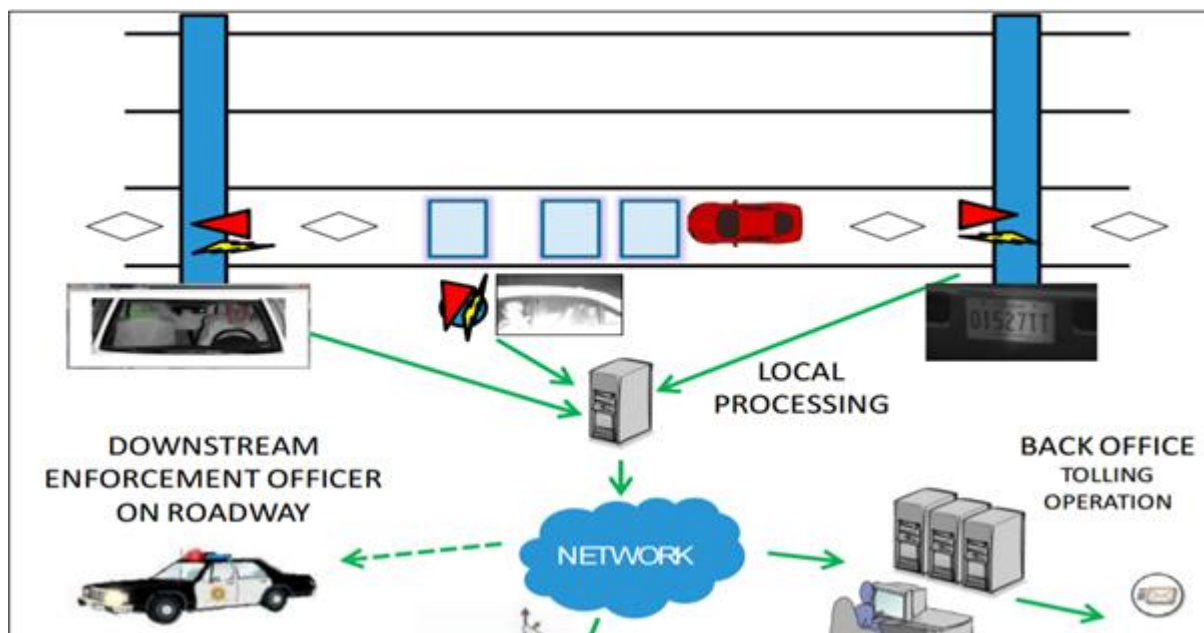 01527TT
LOCAL
PROCESSING
DOWNSTREAM
ENFORCEMENT OFFICER
ON ROADWAY
BACK OFFICE
TOLLING
OPERATION
NETWORK